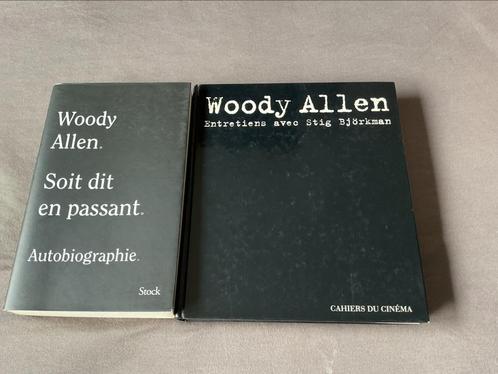 Woody
Allen.
Soit dit
en passant.
Autobiographie.
Stock
Woody Allen
Entretiens avec Stig Björkman
CAHIERS DU CINÉMA